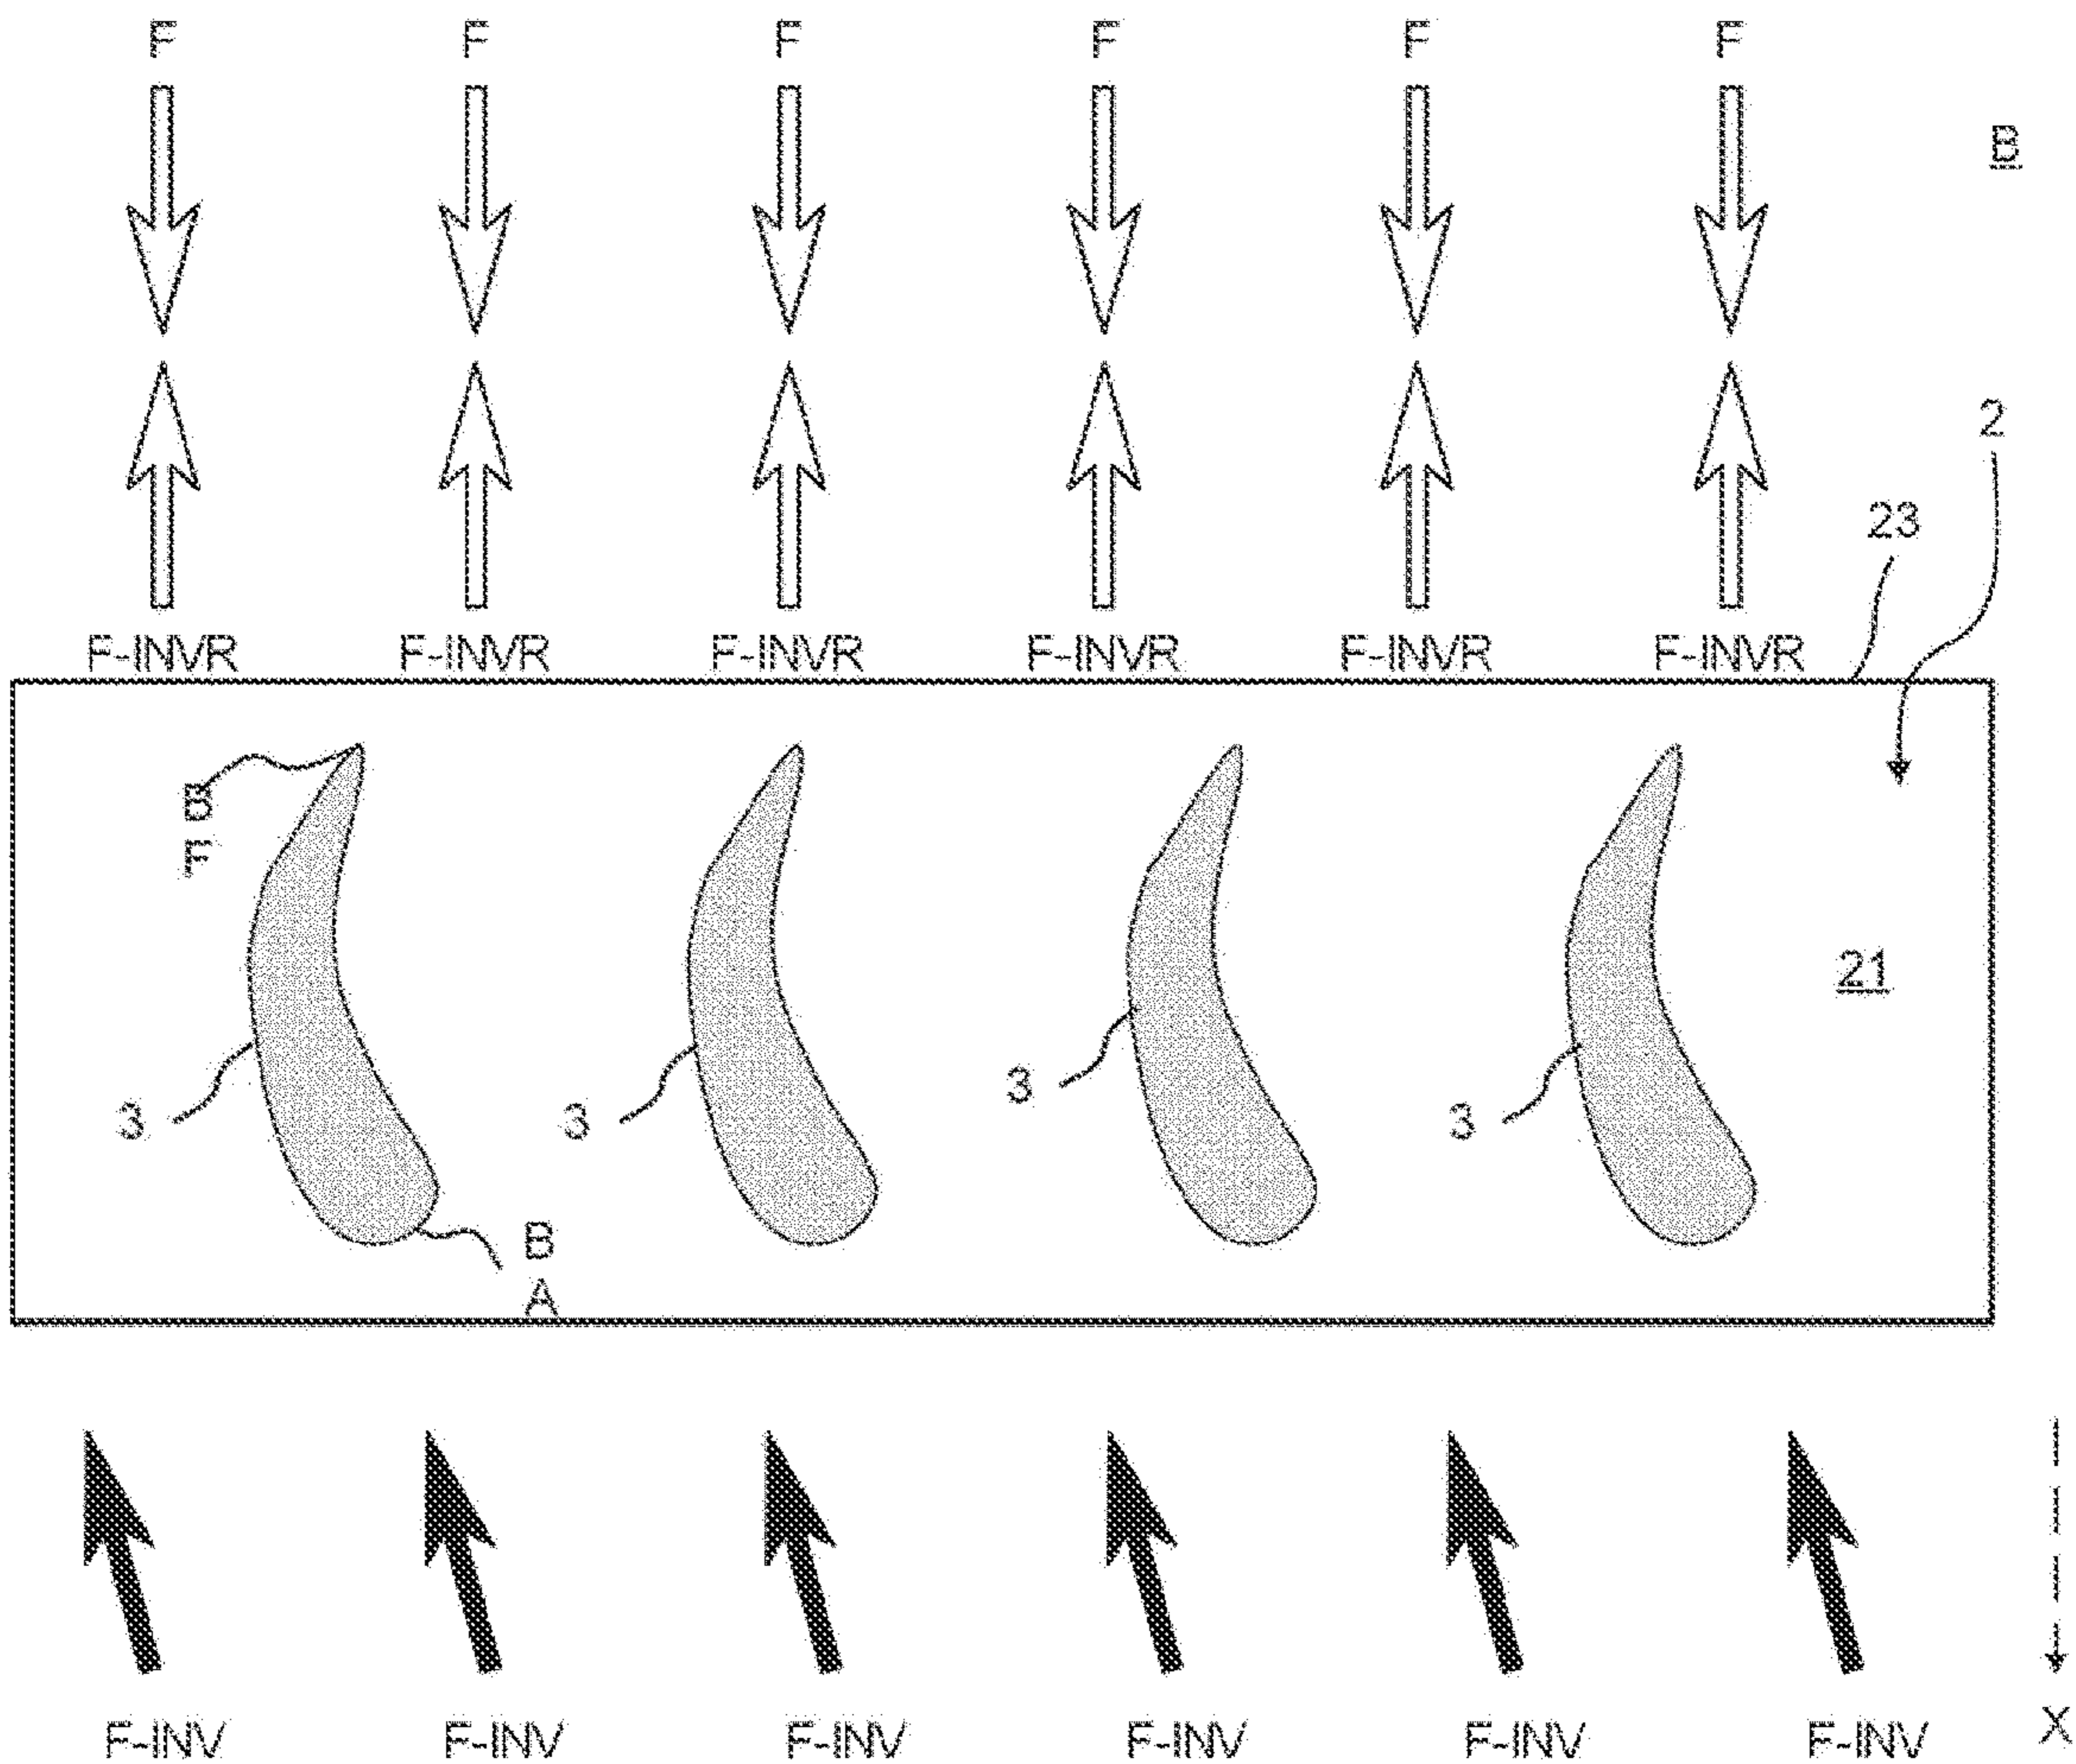 F F F F F F
B
2
23
F-INVR F-INVR F-INVR F-INVR F-INVR F-INVR
B
F
21
3 3 3 3
B
A
F-INV F-INV F-INV F-INV F-INV F-INV
X